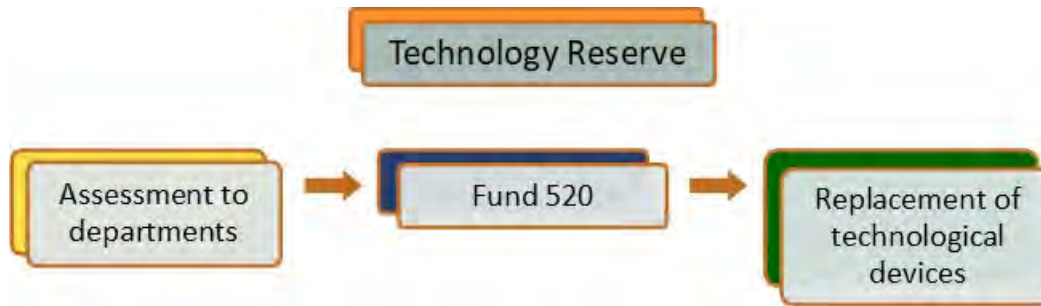 Technology Reserve
Assessment to
departments
Fund 520
Replacement of
technological
devices